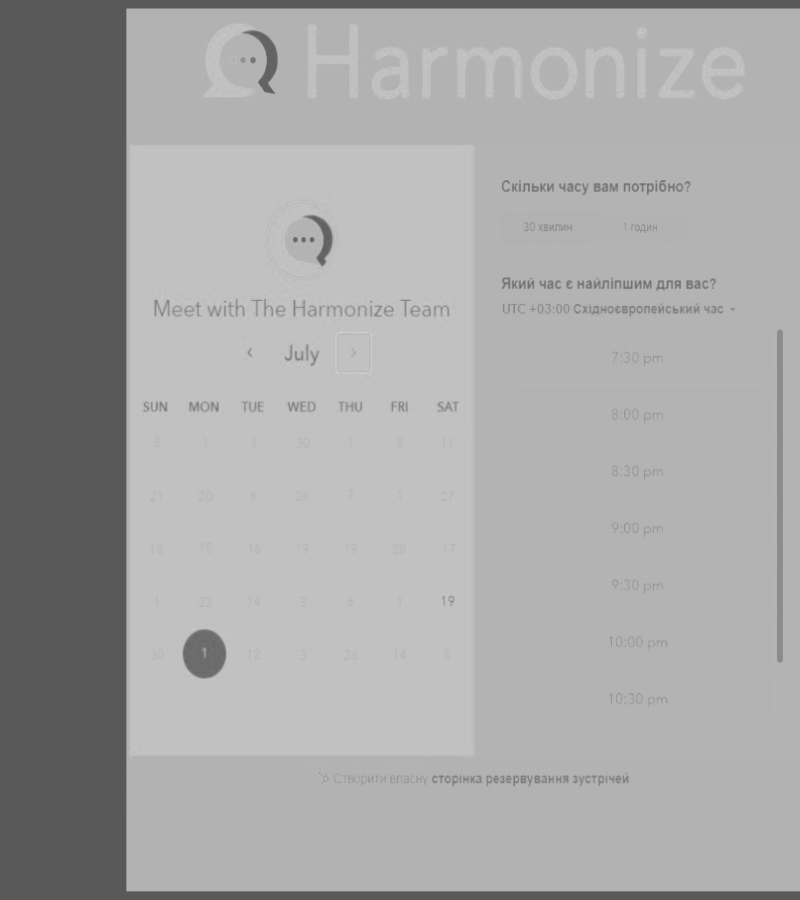 Harmonize
Meet with The Harmonize Team
July
SUN MON TUE WED THU FRI SAT
8 1 1 30 1 8 11
21 20 6 28 7 1 27
18 15 16 19 19 28 17
1 22 14 3 6 1 19
30 1 12 3 26 14 5
Скільки часу вам потрібно?
30 хвилин 1 годин
Який час є найліпшим для вас?
UTC +03:00 Східноєвропейський час
7:30 pm
8:00 pm
8:30 pm
9:00 pm
9:30 pm
10:00 pm
10:30 pm
Створити власну сторінка резервування зустрічей